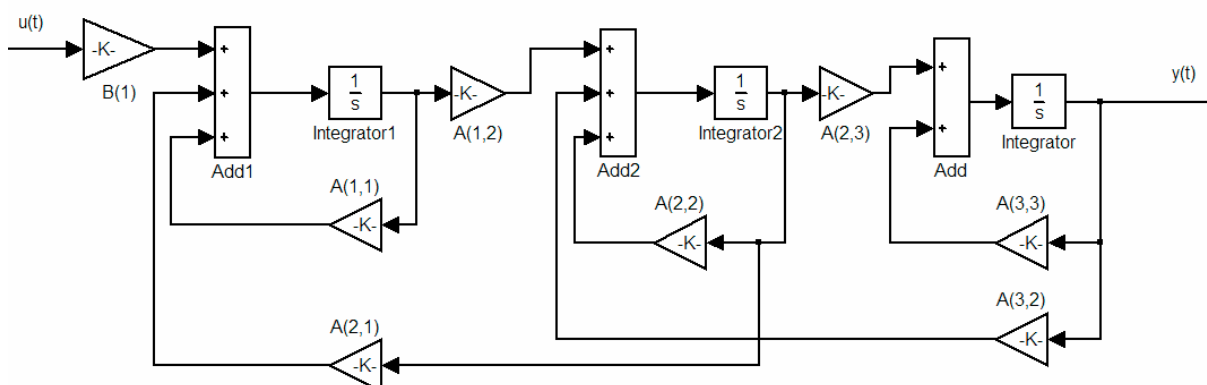 u(t)
-K-
B(1)
+
+
+
Add1
1
s
Integrator1
-K-
A(1,2)
+
+
+
Add2
1
s
Integrator2
-K-
A(2,3)
+
+
Add
1
s
Integrator
y(t)
A(1,1)
-K-
A(2,2)
-K-
A(3,3)
-K-
A(3,2)
-K-
A(2,1)
-K-